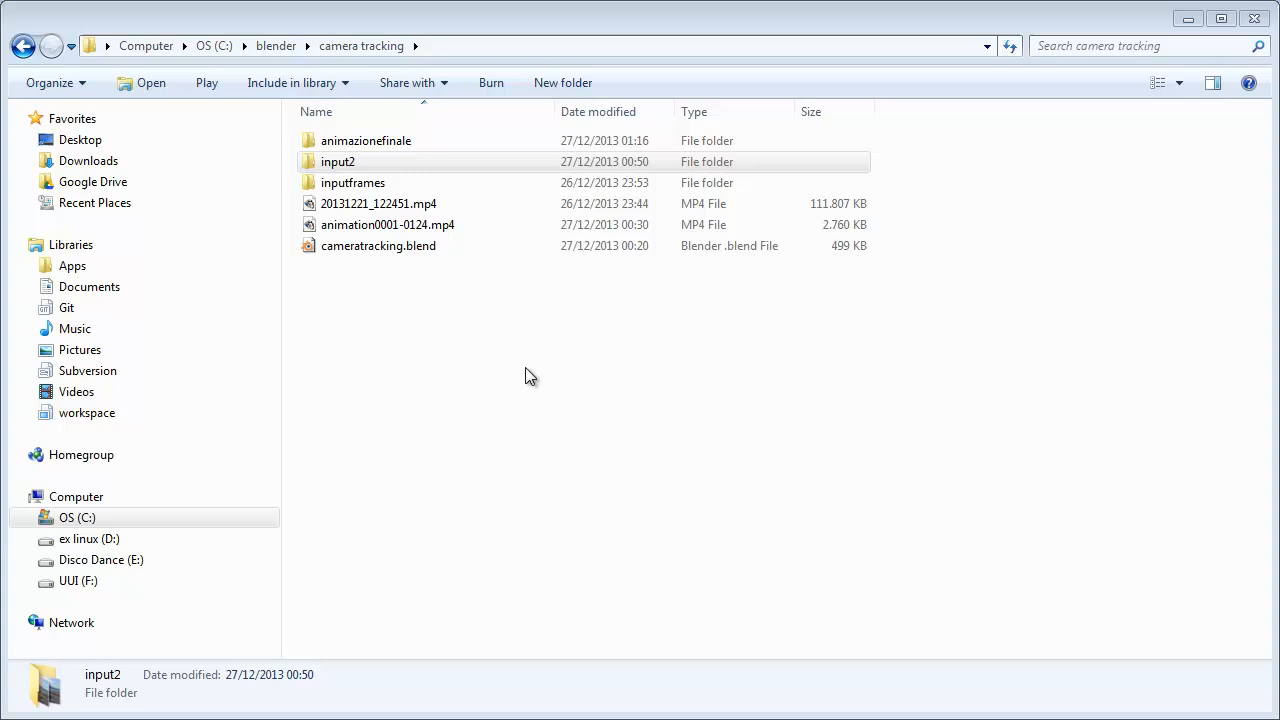 Computer OS (C:) blender camera tracking
Search camera tracking
Organize Open Play Include in library Share with Burn New folder
Name Date modified Type Size
Favorites
Desktop
Downloads
Google Drive
Recent Places
Libraries
Apps
Documents
Git
Music
Pictures
Subversion
Videos
workspace
Homegroup
Computer
OS (C:)
ex linux (D:)
Disco Dance (E:)
UUI (F:)
Network
animazionefinale 27/12/2013 01:16 File folder
input2 27/12/2013 00:50 File folder
inputframes 26/12/2013 23:53 File folder
20131221_122451.mp4 26/12/2013 23:44 MP4 File 111.807 KB
animation0001-0124.mp4 27/12/2013 00:30 MP4 File 2.760 KB
cameratracking.blend 27/12/2013 00:20 Blender .blend File 499 KB
input2 Date modified: 27/12/2013 00:50
File folder